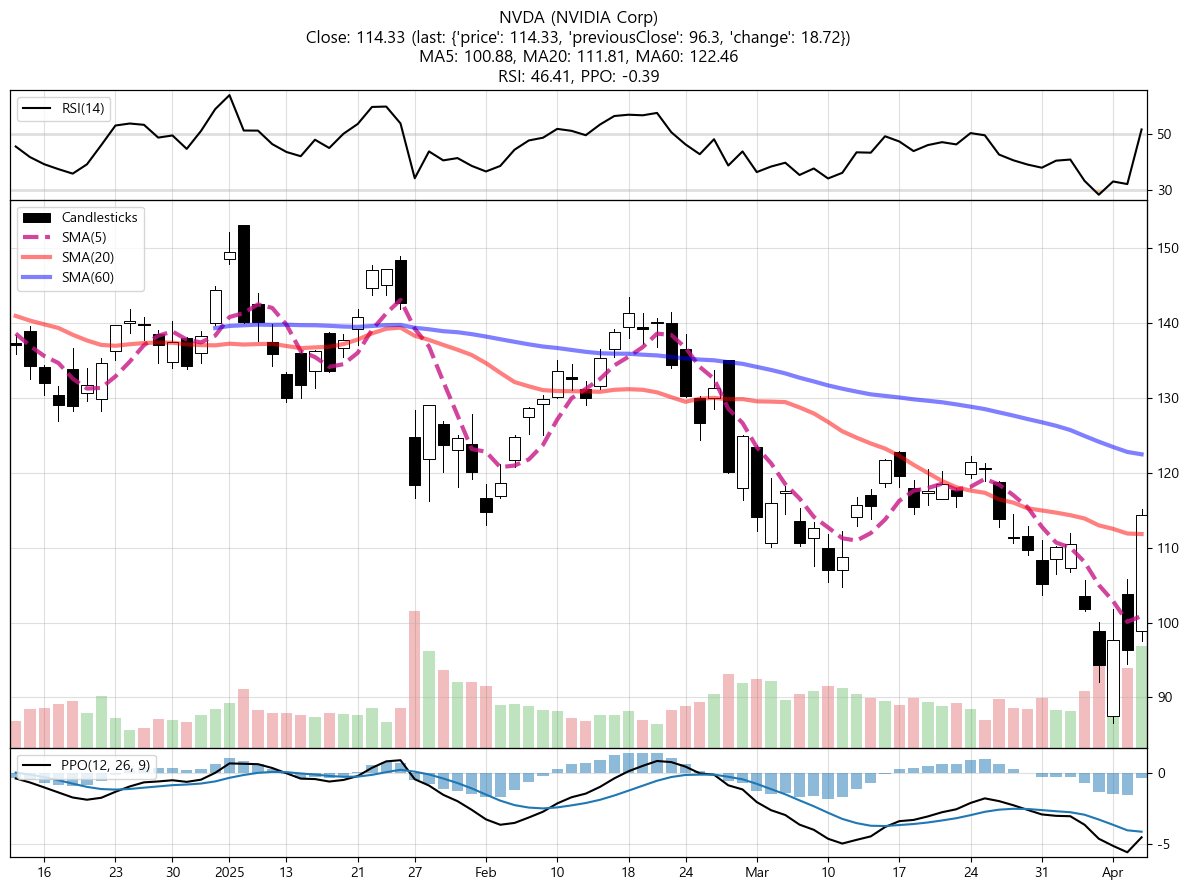 NVDA (NVIDIA Corp)
Close: 114.33 (last: {'price': 114.33, 'previousClose': 96.3, 'change': 18.72})
MA5: 100.88, MA20: 111.81, MA60: 122.46
RSI: 46.41, PPO: -0.39
RSI(14)
50
30
Candlesticks
SMA(5)
SMA(20)
SMA(60)
150
140
130
120
110
100
90
PPO(12, 26, 9)
0
-5
16 23 30 2025 13 21 27 Feb 10 18 24 Mar 10 17 24 31 Apr